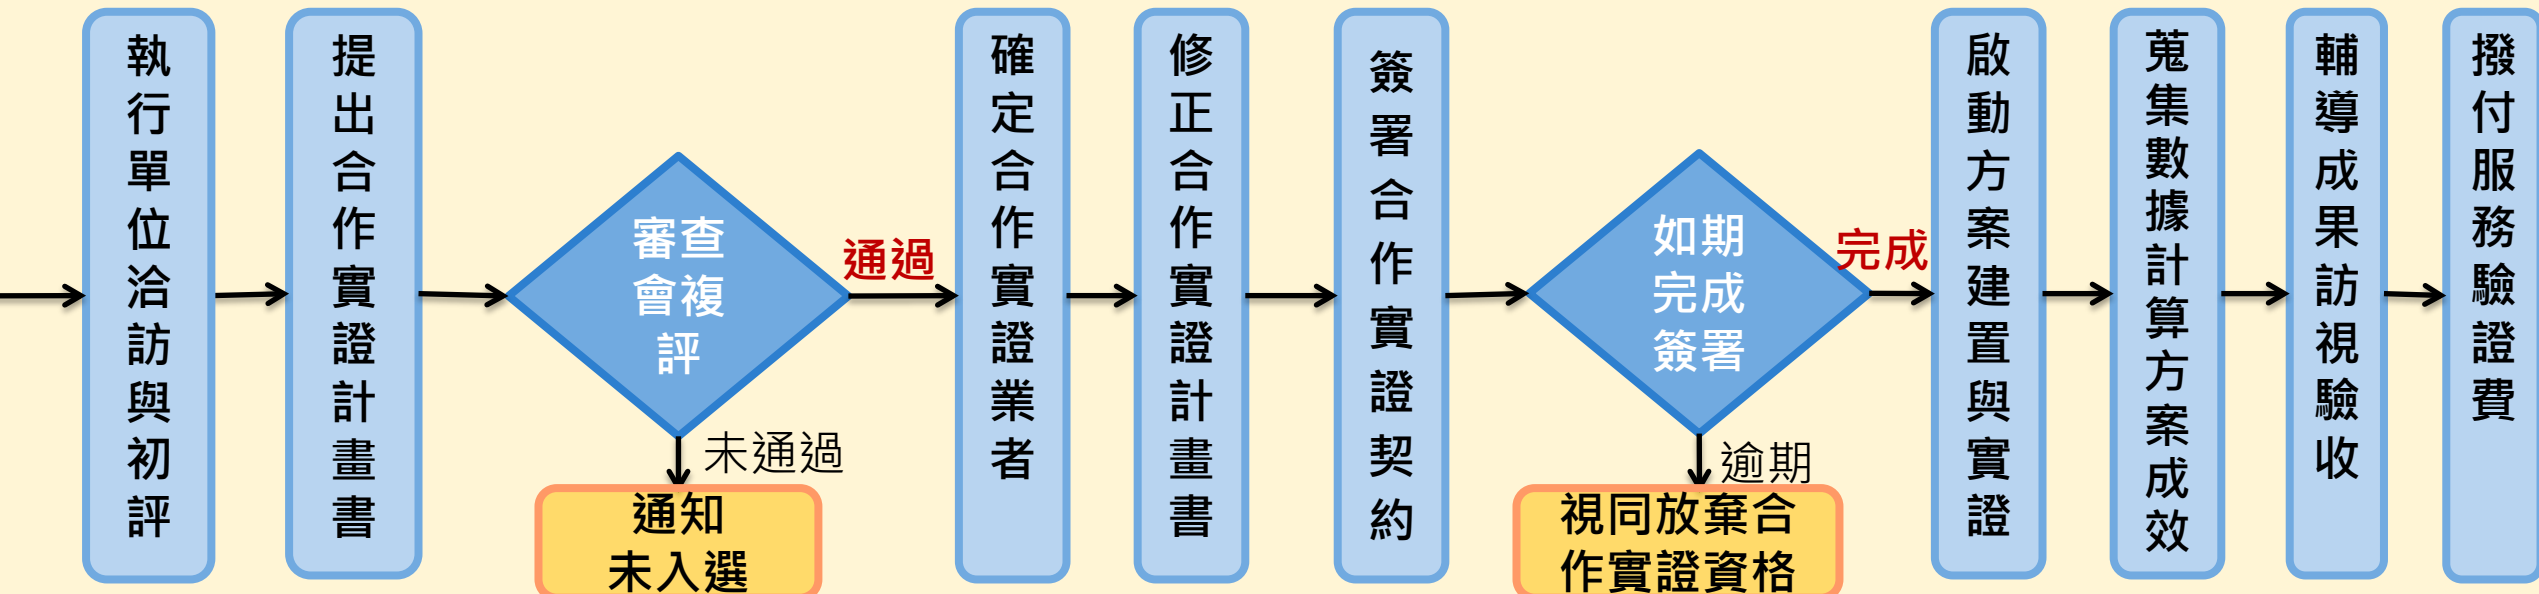 執行單位洽訪與初評
提出合作實證計畫書
審查
會複
評
通過
未通過
通知
未入選
確定合作實證業者
修正合作實證計畫書
簽署合作實證契約
如期
完成
簽署
完成
逾期
視同放棄合
作實證資格
啟動方案建置與實證
蒐集數據計算方案成效
輔導成果訪視驗收
撥付服務驗證費